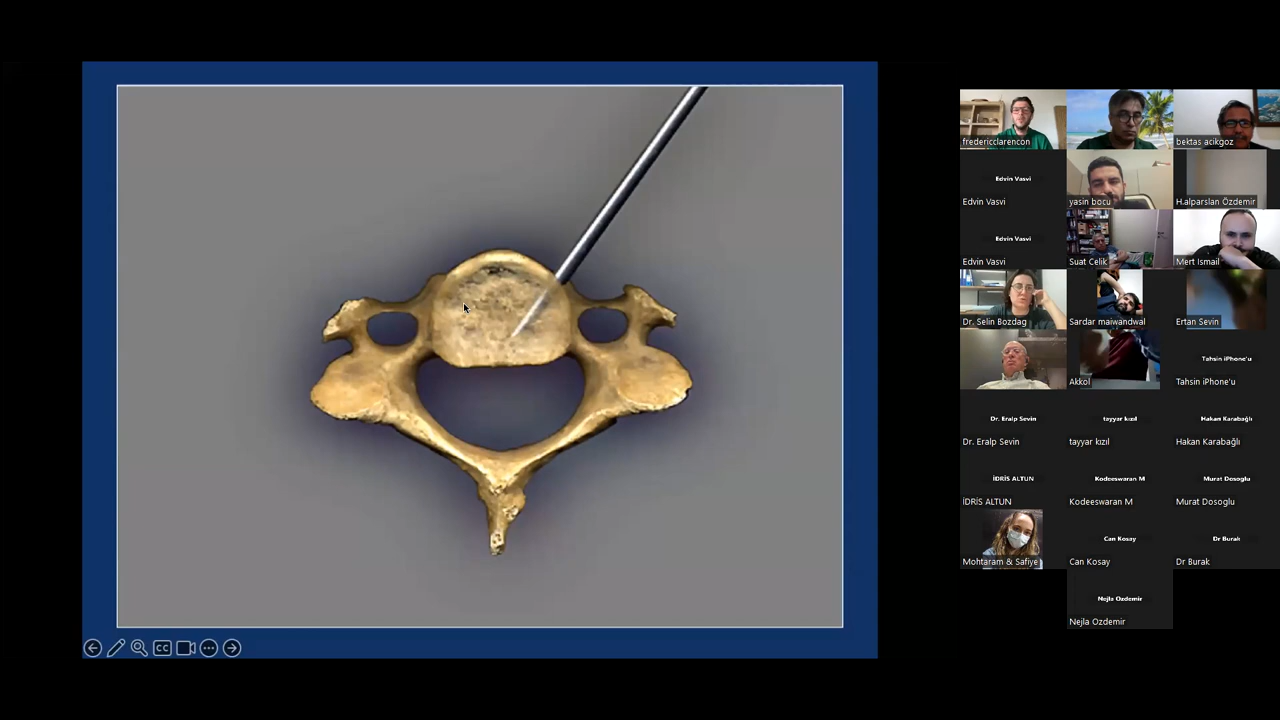 CC
fredericclarencon
bektas acikgoz
Edvin Vasvi
Edvin Vasvi
yasin bocu
H.alparslan Özdemir
Edvin Vasvi
Edvin Vasvi
Suat Çelik
Mert Ismail
Dr. Selin Bozdag
Sardar maiwandwal
Ertan Sevin
Tahsin iPhone'u
Akkol
Tahsin iPhone'u
Dr. Eralp Sevin
tayyar kızıl
Hakan Karabağlı
Dr. Eralp Sevin
tayyar kızıl
Hakan Karabağlı
İDRİS ALTUN
Kodeeswaran M
Murat Dosoglu
İDRİS ALTUN
Kodeeswaran M
Murat Dosoglu
Can Kosay
Dr Burak
Mohtaram & Safiye
Can Kosay
Dr Burak
Nejla Ozdemir
Nejla Ozdemir